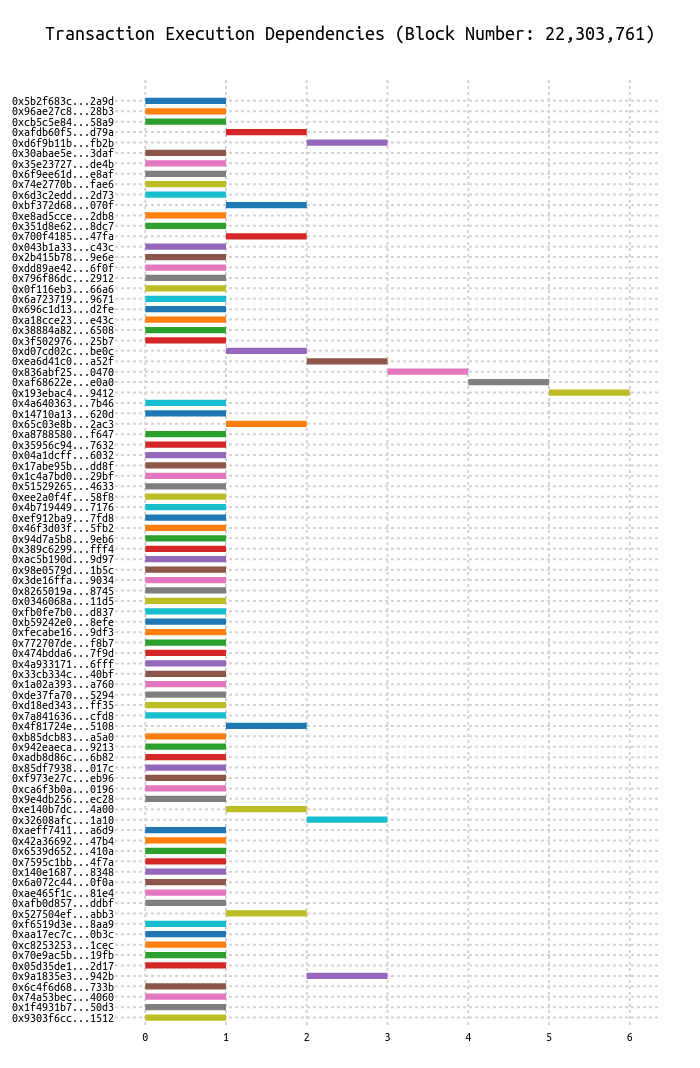 Transaction Execution Dependencies (Block Number: 22,303,761)
0x5b2f683c...2a9d
0x96ae27c8...28b3
0xcb5c5e84...58a9
0xafdb60f5...d79a
0xd6f9b11b...fb2b
0x30abae5e...3daf
0x35e23727...de4b
0x6f9ee61d...e8af
0x74e2770b...fae6
0x6d3c2edd...2d73
0xbf372d68...070f
0xe8ad5cce...2db8
0x351d8e62...8dc7
0x700f4185...47fa
0x043b1a33...c43c
0x2b415b78...9e6e
0xdd89ae42...6f0f
0x796f86dc...2912
0x0f116eb3...66a6
0x6a723719...9671
0x696c1d13...d2fe
0xa18cce23...e43c
0x38884a82...6508
0x3f502976...25b7
0xd07cd02c...be0c
0xea6d41c0...a52f
0x836abf25...0470
0xaf68622e...e0a0
0x193ebac4...9412
0x4a640363...7b46
0x14710a13...620d
0x65c03e8b...2ac3
0xa8788580...f647
0x35956c94...7632
0x04a1dcff...6032
0x17abe95b...dd8f
0x1c4a7bd0...29bf
0x51529265...4633
0xee2a0f4f...58f8
0x4b719449...7176
0xef912ba9...7fd8
0x46f3d03f...5fb2
0x94d7a5b8...9eb6
0x389c6299...fff4
0xac5b190d...9d97
0x98e0579d...1b5c
0x3de16ffa...9034
0x8265019a...8745
0x0346068a...11d5
0xfb0fe7b0...d837
0xb59242e0...8efe
0xfecabe16...9df3
0x772707de...f8b7
0x474bdda6...7f9d
0x4a933171...6fff
0x33cb334c...40bf
0x1a02a393...a760
0xde37fa70...5294
0xd18ed343...ff35
0x7a841636...cfd8
0x4f81724e...5108
0xb85dcb83...a5a0
0x942eaeca...9213
0xadb8d86c...6b82
0x85df7938...017c
0xf973e27c...eb96
0xca6f3b0a...0196
0x9e4db256...ec28
0xe140b7dc...4a00
0x32608afc...1a10
0xaeff7411...a6d9
0x42a36692...47b4
0x6539d652...410a
0x7595c1bb...4f7a
0x140e1687...8348
0x6a072c44...0f0a
0xae465f1c...81e4
0xafb0d857...ddbf
0x527504ef...abb3
0xf6519d3e...8aa9
0xaa17ec7c...0b3c
0xc8253253...1cec
0x70e9ac5b...19fb
0x05d35de1...2d17
0x9a1835e3...942b
0x6c4f6d68...733b
0x74a53bec...4060
0x1f4931b7...50d3
0x9303f6cc...1512
0 1 2 3 4 5 6